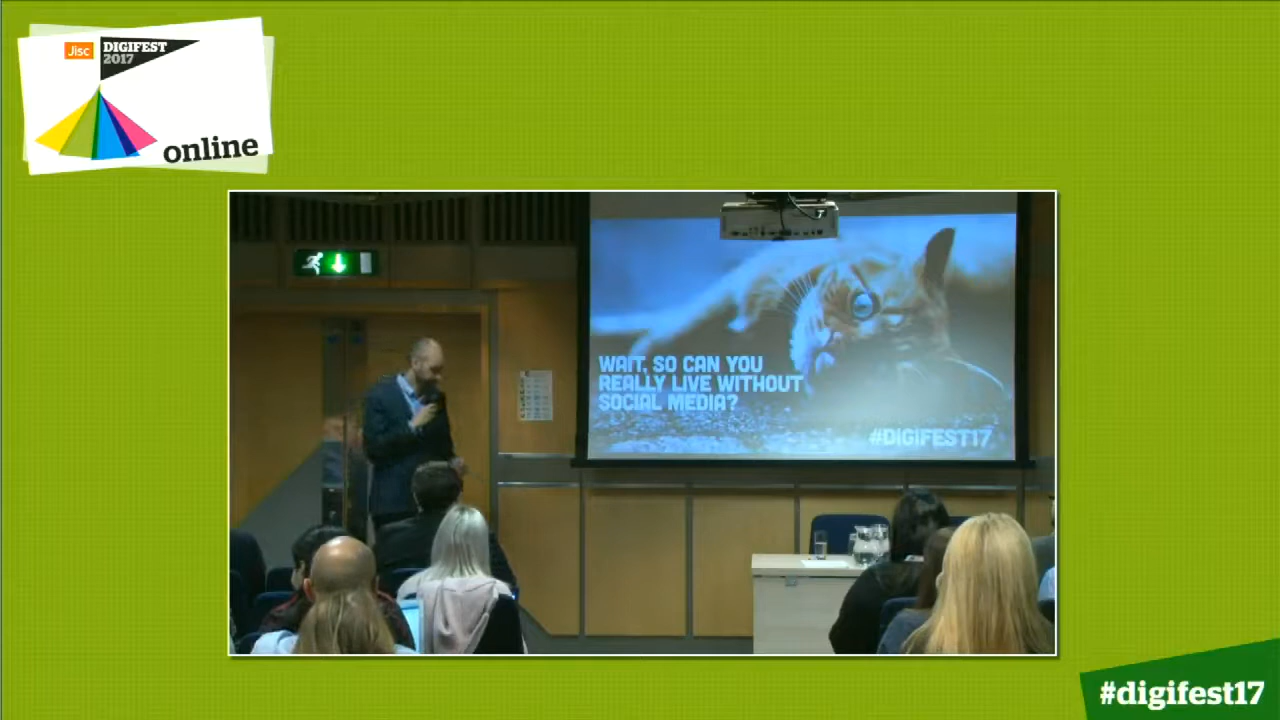 Jisc
DIGIFEST
2017
online
WAIT, SO CAN YOU
REALLY LIVE WITHOUT
SOCIAL MEDIA?
#DIGIFEST17
#digifest17